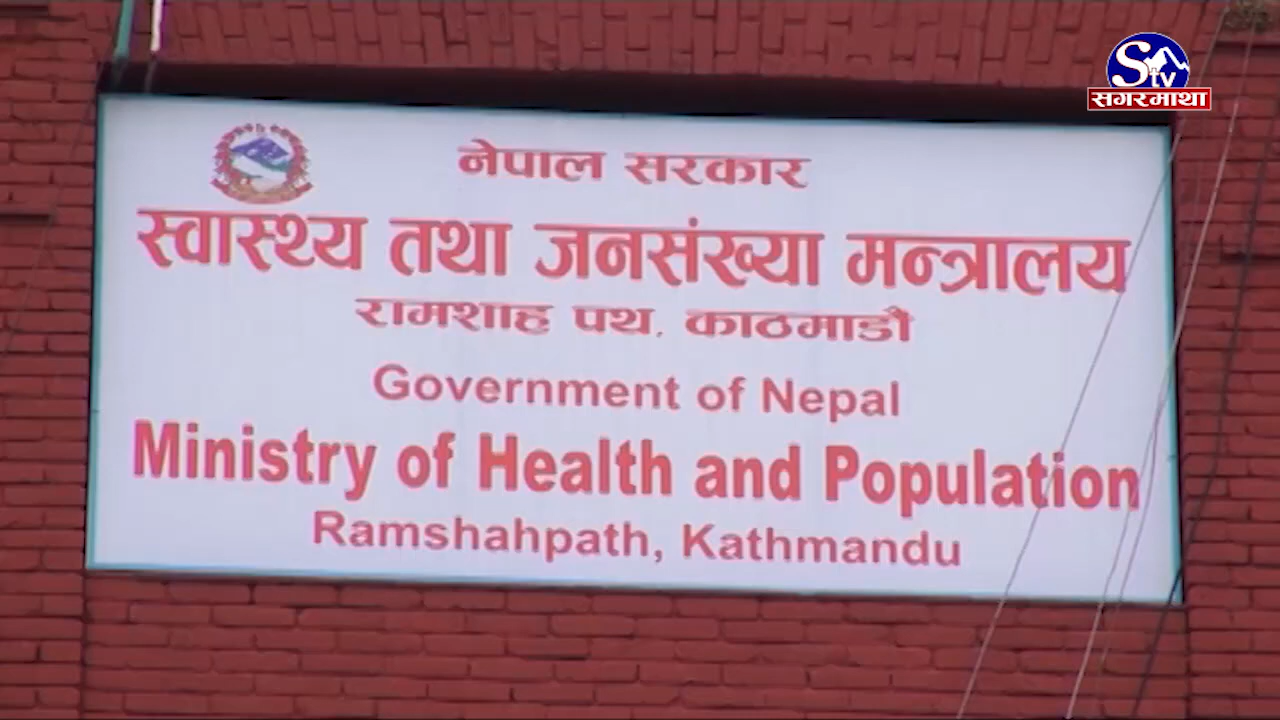 STV
सगरमाथा
नेपाल सरकार
स्वास्थ्य तथा जनसंख्या मन्त्रालय
रामशाह पथ, काठमाडौं
Government of Nepal
Ministry of Health and Population
Ramshahpath, Kathmandu